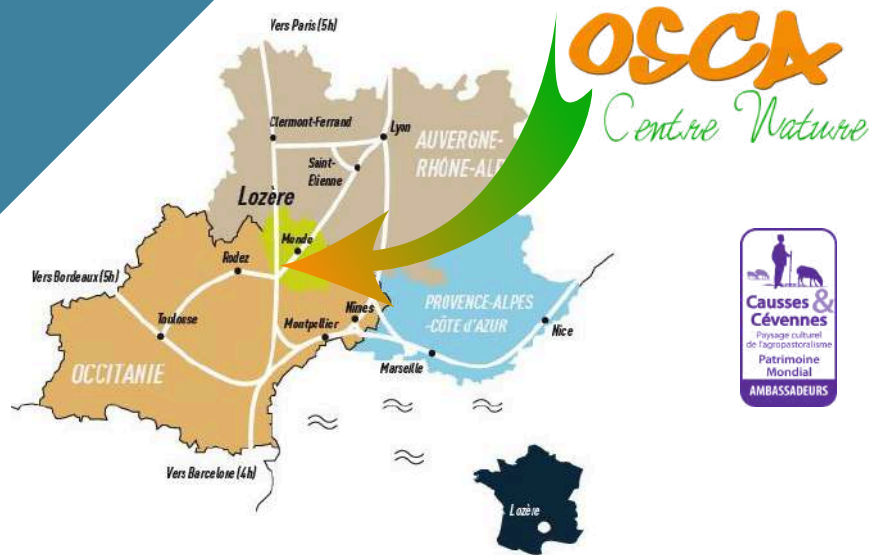 Vers Paris (5h)
OSCA
Centre Nature
Clermont-Ferrand
Lyon
AUVERGNE-
RHÔNE-AL
Saint-
Etienne
Lozère
Mende
Rodez
Vers Bordeaux (5h)
Toulouse
Montpellier
Nîmes
PROVENCE-ALPES
-CÔTE d'AZUR
Nice
Marseille
OCCITANIE
Vers Barcelone (4h)
Lozère
Causses &
Cévennes
Paysage culturel
de l'agropastoralisme
Patrimoine
Mondial
AMBASSADEURS